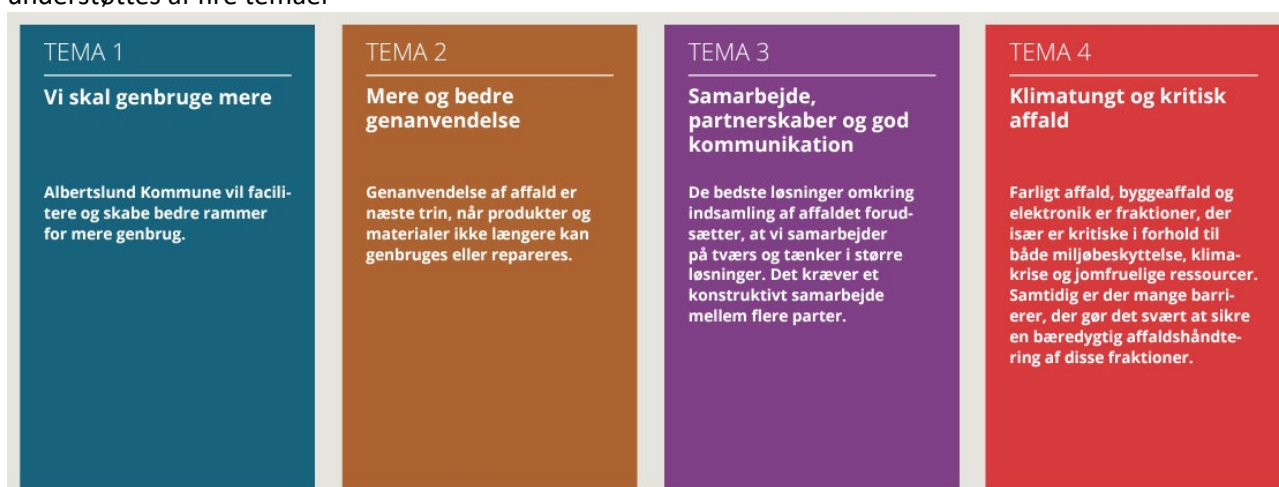 understøttes af fire temaer
TEMA 1
Vi skal genbruge mere
Albertslund Kommune vil facili-
tere og skabe bedre rammer
for mere genbrug.
TEMA 2
Mere og bedre
genanvendelse
Genanvendelse af affald er
næste trin, når produkter og
materialer ikke længere kan
genbruges eller repareres.
TEMA 3
Samarbejde,
partnerskaber og god
kommunikation
De bedste løsninger omkring
indsamling af affaldet forud-
sætter, at vi samarbejder
på tværs og tænker i større
løsninger. Det kræver et
konstruktivt samarbejde
mellem flere parter.
TEMA 4
Klimatungt og kritisk
affald
Farligt affald, byggeaffald og
elektronik er fraktioner, der
især er kritiske i forhold til
både miljøbeskyttelse, klima-
krise og jomfruelige ressourcer.
Samtidig er der mange barri-
erer, der gør det svært at sikre
en bæredygtig affaldshåndte-
ring af disse fraktioner.